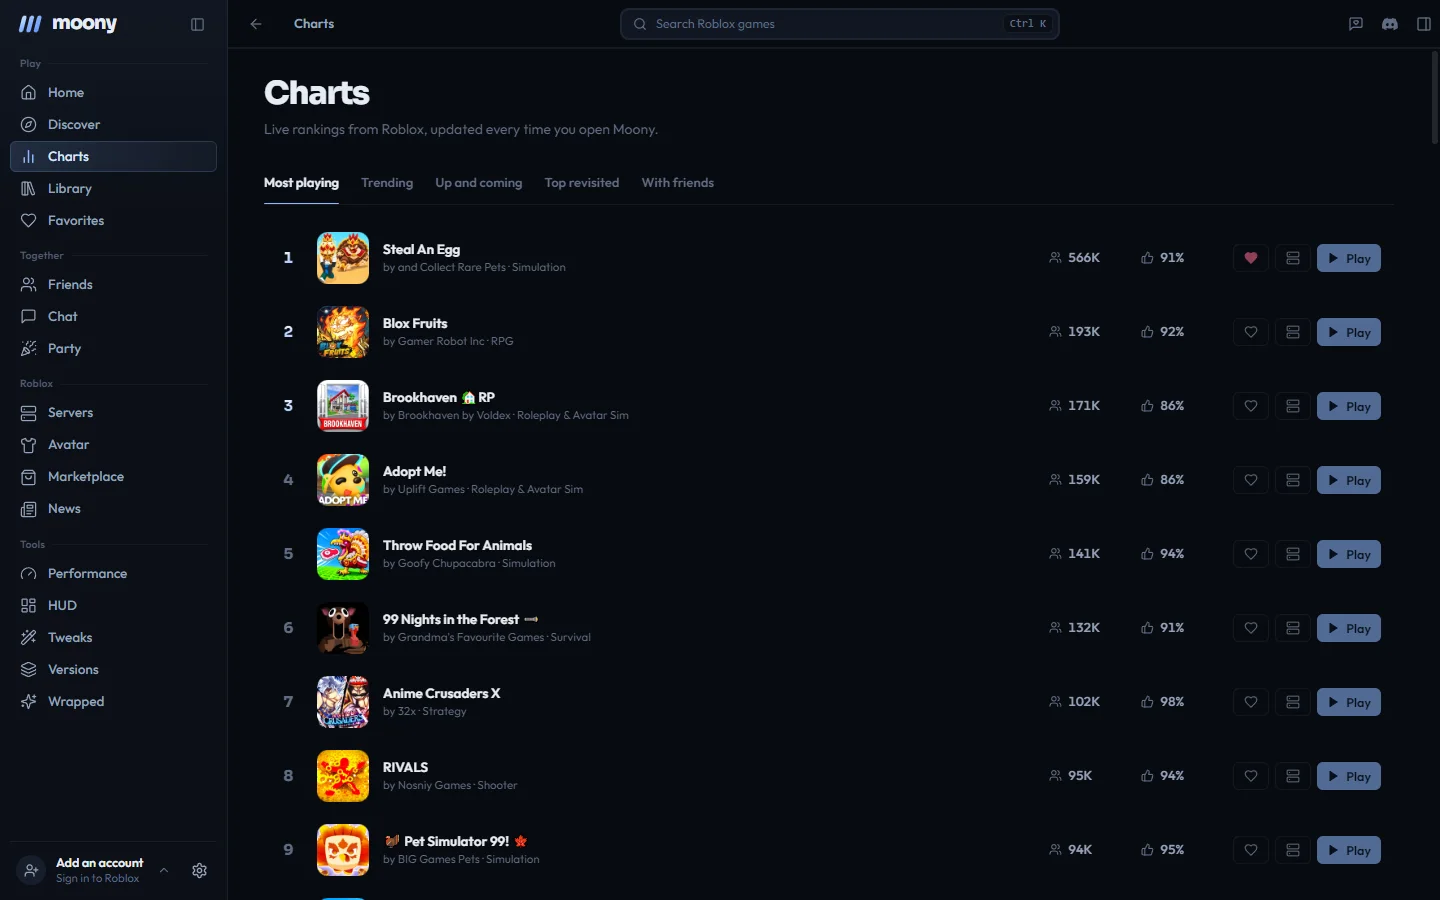 moony
Charts
Search Roblox games
Ctrl K
Play
Home
Discover
Charts
Library
Favorites
Together
Friends
Chat
Party
Roblox
Servers
Avatar
Marketplace
News
Tools
Performance
HUD
Tweaks
Versions
Wrapped
Add an account
Sign in to Roblox
Charts
Live rankings from Roblox, updated every time you open Moony.
Most playing Trending Up and coming Top revisited With friends
1 Steal An Egg 566K 91% Play
by and Collect Rare Pets · Simulation
BLOX FRUITS
2 Blox Fruits 193K 92% Play
by Gamer Robot Inc · RPG
BROOKHAVEN
3 Brookhaven 🏠 RP 171K 86% Play
by Brookhaven by Voldex · Roleplay & Avatar Sim
ADOPT ME
4 Adopt Me! 159K 86% Play
by Uplift Games · Roleplay & Avatar Sim
5 Throw Food For Animals 141K 94% Play
by Goofy Chupacabra · Simulation
6 99 Nights in the Forest 132K 91% Play
by Grandma's Favourite Games · Survival
CRUSADERS
7 Anime Crusaders X 102K 98% Play
by 32x · Strategy
8 RIVALS 95K 94% Play
by Nosniy Games · Shooter
9 Pet Simulator 99! 🍁 94K 95% Play
by BIG Games Pets · Simulation